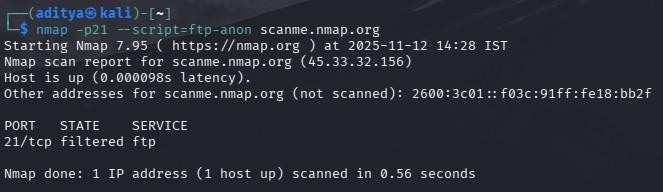 ┌──(aditya㉿kali)-[~]
└─$ nmap -p21 --script=ftp-anon scanme.nmap.org
Starting Nmap 7.95 ( https://nmap.org ) at 2025-11-12 14:28 IST
Nmap scan report for scanme.nmap.org (45.33.32.156)
Host is up (0.000098s latency).
Other addresses for scanme.nmap.org (not scanned): 2600:3c01::f03c:91ff:fe18:bb2f
PORT   STATE    SERVICE
21/tcp filtered ftp
Nmap done: 1 IP address (1 host up) scanned in 0.56 seconds